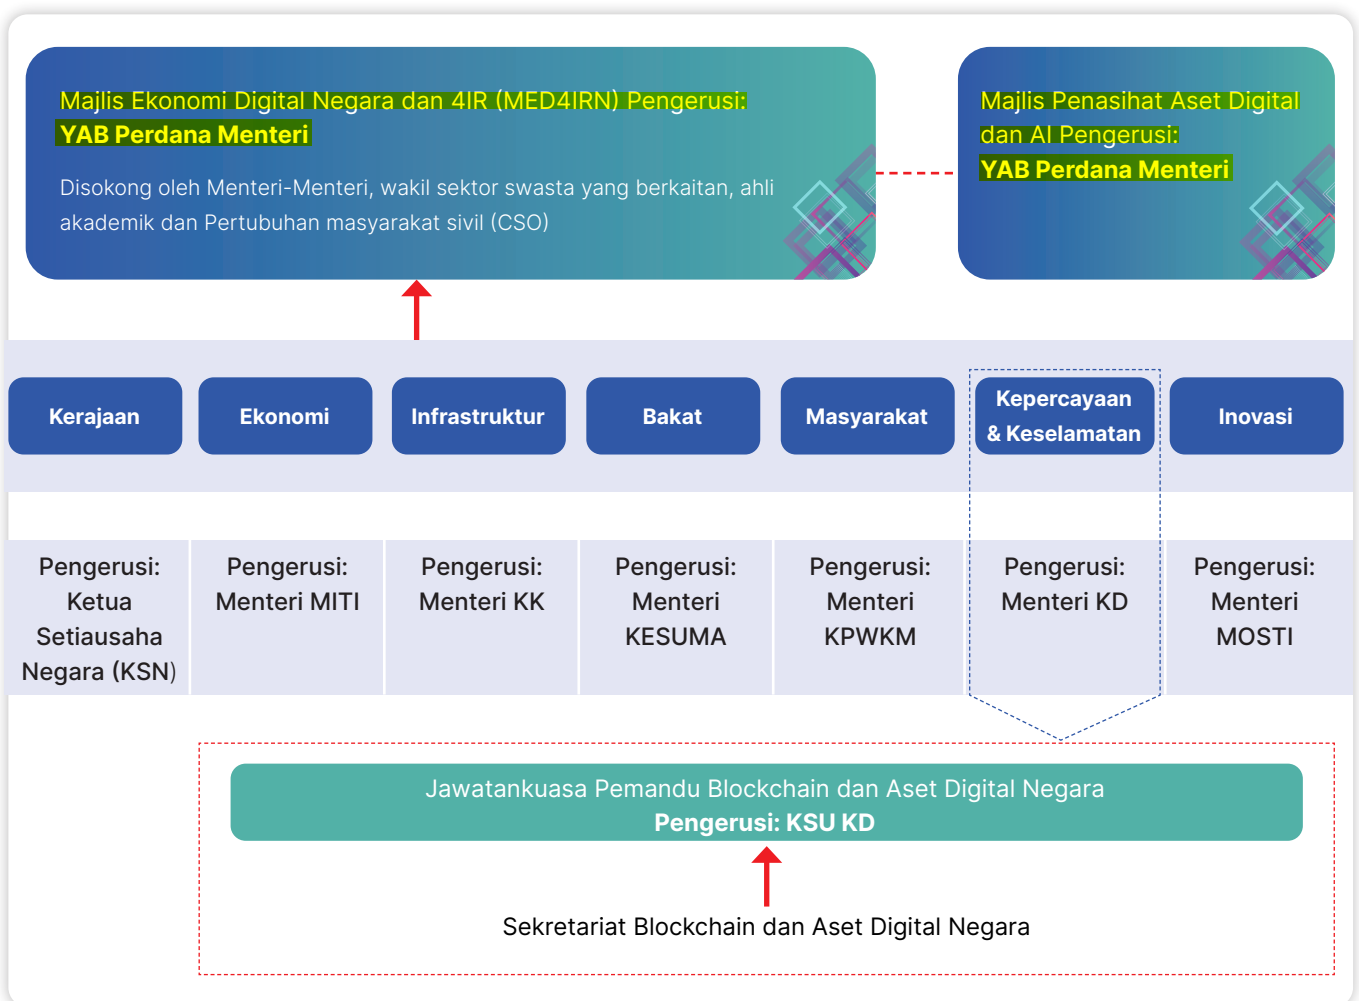 Majlis Ekonomi Digital Negara dan 4IR (MED4IRN) Pengerusi:
YAB Perdana Menteri
Disokong oleh Menteri-Menteri, wakil sektor swasta yang berkaitan, ahli
akademik dan Pertubuhan masyarakat sivil (CSO)
Majlis Penasihat Aset Digital
dan AI Pengerusi:
YAB Perdana Menteri
Kerajaan
Ekonomi
Infrastruktur
Bakat
Masyarakat
Kepercayaan
& Keselamatan
Inovasi
Pengerusi:
Ketua
Setiausaha
Negara (KSN)
Pengerusi:
Menteri MITI
Pengerusi:
Menteri KK
Pengerusi:
Menteri
KESUMA
Pengerusi:
Menteri
KPWKM
Pengerusi:
Menteri KD
Pengerusi:
Menteri
MOSTI
Jawatankuasa Pemandu Blockchain dan Aset Digital Negara
Pengerusi: KSU KD
Sekretariat Blockchain dan Aset Digital Negara